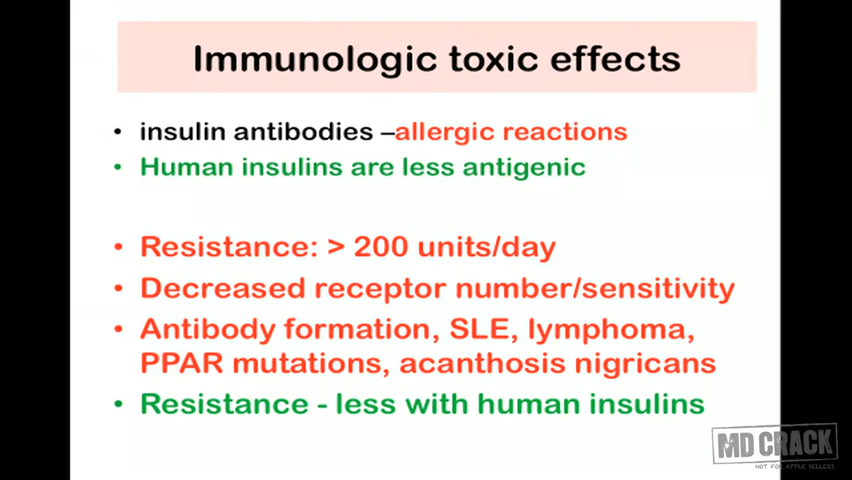 Immunologic toxic effects
• insulin antibodies –allergic reactions
• Human insulins are less antigenic
• Resistance: > 200 units/day
• Decreased receptor number/sensitivity
• Antibody formation, SLE, lymphoma,
PPAR mutations, acanthosis nigricans
• Resistance - less with human insulins
MD CRACK
NOT FOR APPLE SELLERS